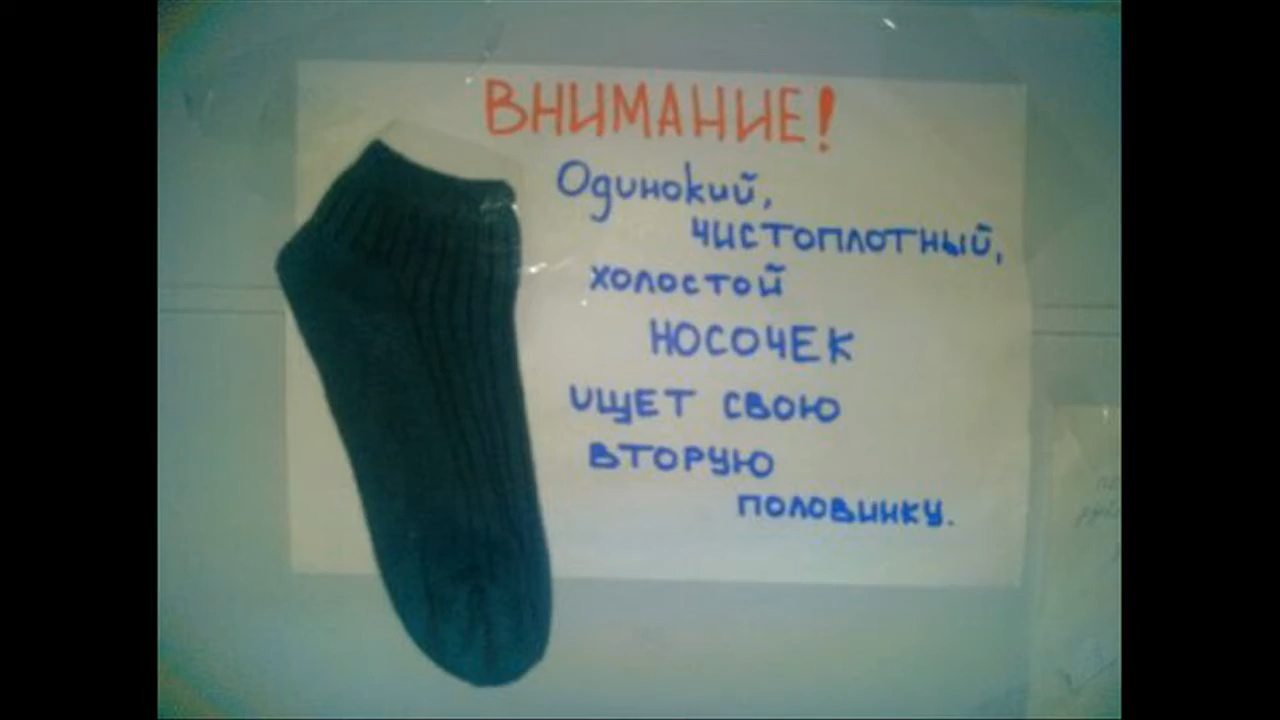 ВНИМАНИЕ!
Одинокий,
чистоплотный,
холостой
НОСОЧЕК
ищет свою
вторую
половинку.